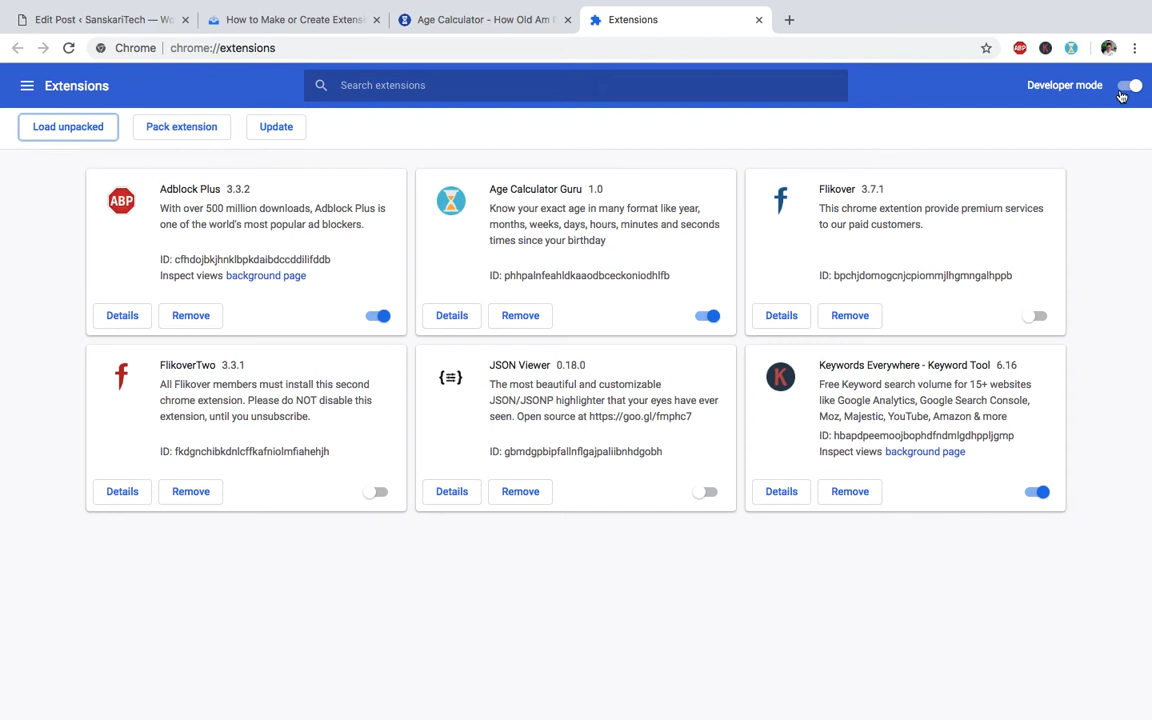 Edit Post ‹ SanskariTech — Wo
How to Make or Create Extensi
Age Calculator - How Old Am I
Extensions
Chrome
chrome://extensions
ABP
K
Extensions
Search extensions
Developer mode
Load unpacked
Pack extension
Update
ABP
Adblock Plus 3.3.2
With over 500 million downloads, Adblock Plus is
one of the world's most popular ad blockers.
ID: cfhdojbkjhnklbpkdaibdccddilifddb
Inspect views background page
Details
Remove
Age Calculator Guru 1.0
Know your exact age in many format like year,
months, weeks, days, hours, minutes and seconds
times since your birthday
ID: phhpalnfeahldkaaodbceckoniodhlfb
Details
Remove
f
Flikover 3.7.1
This chrome extention provide premium services
to our paid customers.
ID: bpchjdomogcnjcpiommjlhgmngalhppb
Details
Remove
f
FlikoverTwo 3.3.1
All Flikover members must install this second
chrome extension. Please do NOT disable this
extension, until you unsubscribe.
ID: fkdgnchibkdnlcffkafniolmfiahehjh
Details
Remove
JSON Viewer 0.18.0
The most beautiful and customizable
JSON/JSONP highlighter that your eyes have ever
seen. Open source at https://goo.gl/fmphc7
ID: gbmdgpbipfallnflgajpaliibnhdgobh
Details
Remove
K
Keywords Everywhere - Keyword Tool 6.16
Free Keyword search volume for 15+ websites
like Google Analytics, Google Search Console,
Moz, Majestic, YouTube, Amazon & more
ID: hbapdpeemoojbophdfndmlgdhppljgmp
Inspect views background page
Details
Remove